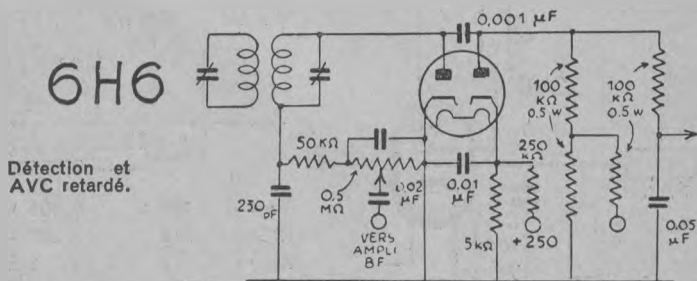 6H6
Détection et
AVC retardé.
0,001 µF
50 KΩ
230 pF
0,5
MΩ
0,02
µF
VERS
AMPLI
BF
0,01
µF
250
KΩ
5 kΩ
+ 250
100
KΩ
0.5 W
100
KΩ
0.5 W
0.05
µF